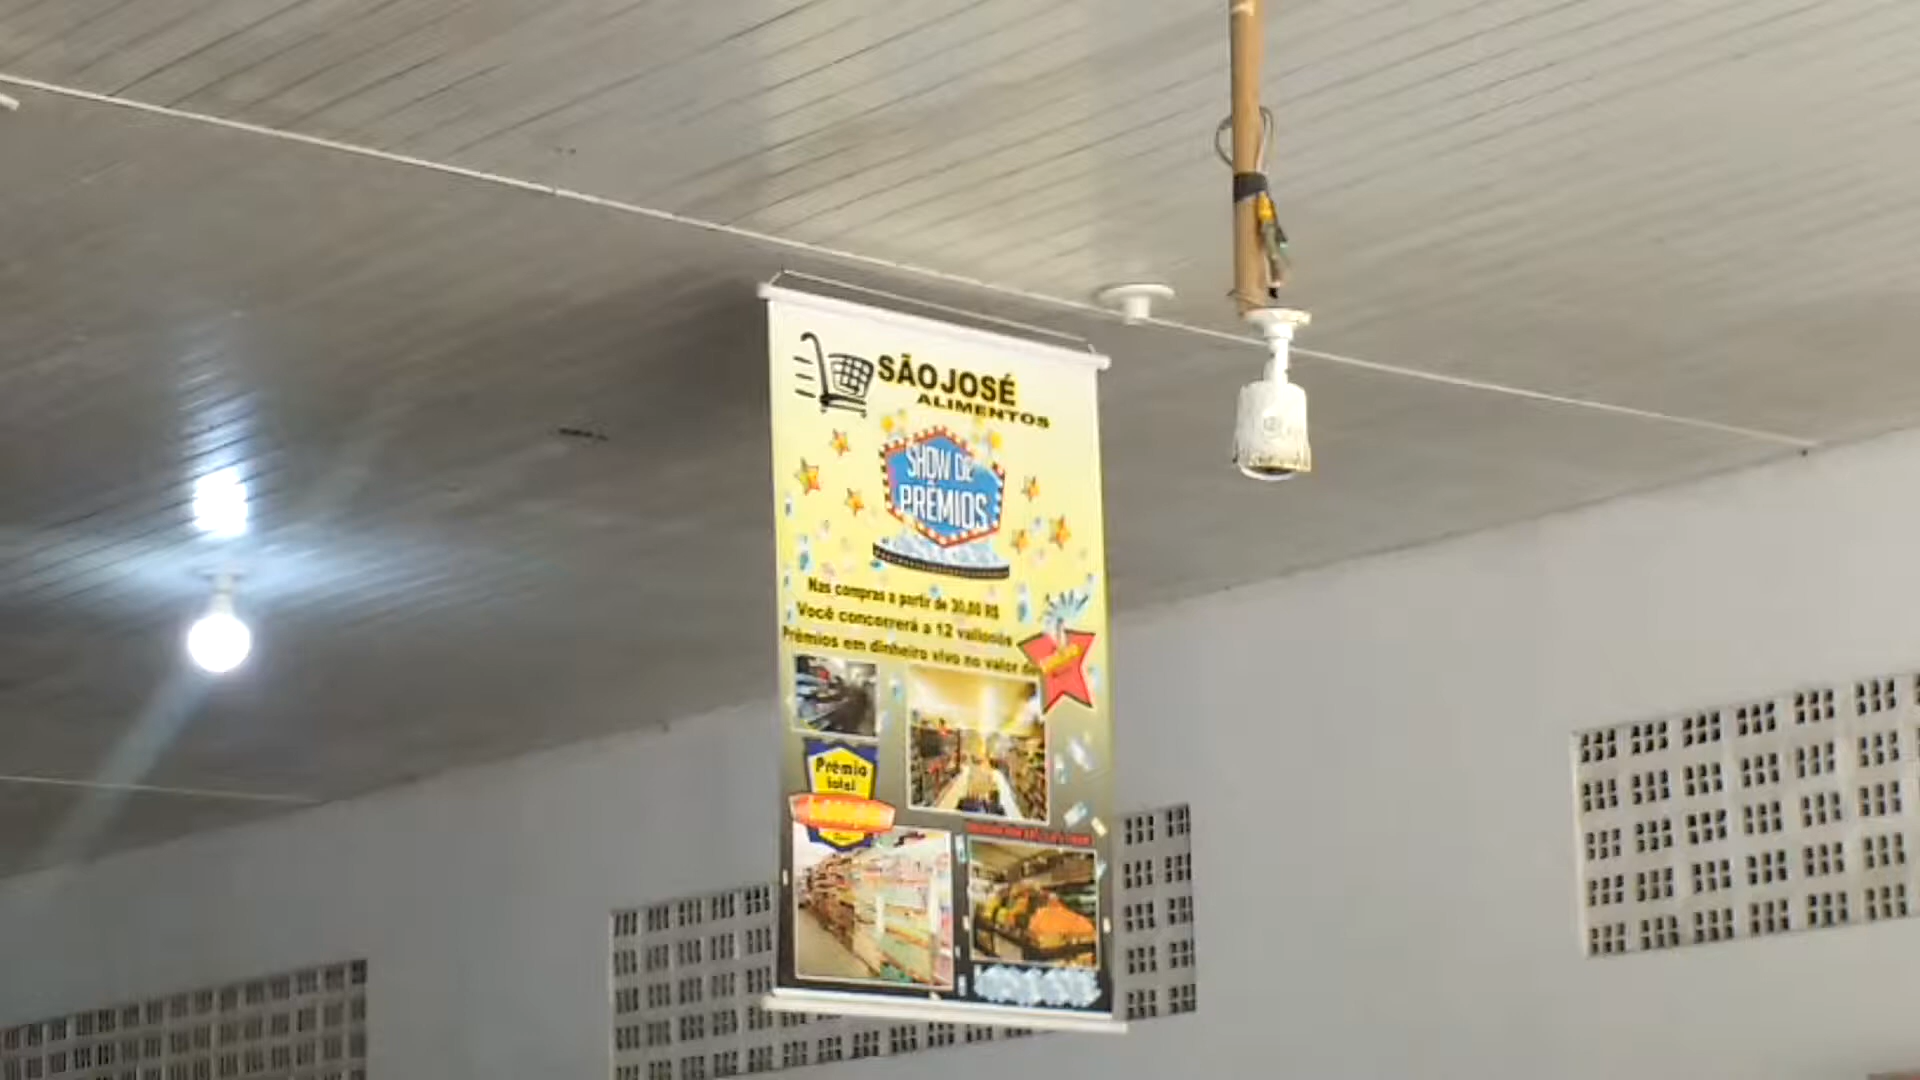 SÃO JOSÉ
ALIMENTOS
SHOW DE
PRÊMIOS
Nas compras a partir de 30,00 R$
Você concorrerá a 12 valiosos
Prêmios em dinheiro vivo no valor de
Prêmio
total